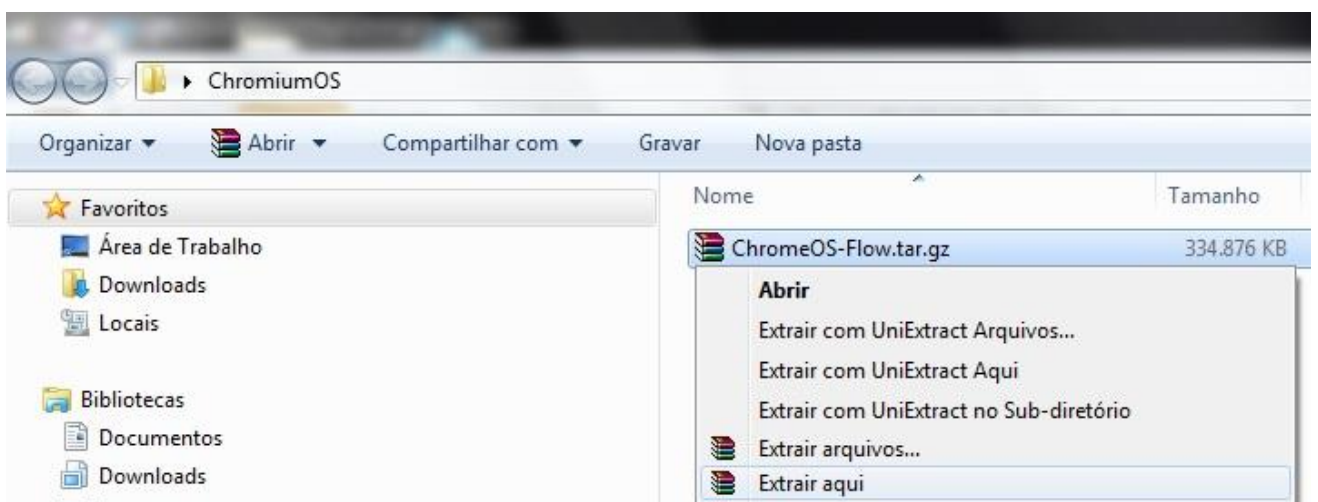 ChromiumOS
Organizar Abrir Compartilhar com Gravar Nova pasta
Favoritos
Área de Trabalho
Downloads
Locais
Bibliotecas
Documentos
Downloads
Nome Tamanho
ChromeOS-Flow.tar.gz 334.876 KB
Abrir
Extrair com UniExtract Arquivos...
Extrair com UniExtract Aqui
Extrair com UniExtract no Sub-diretório
Extrair arquivos...
Extrair aqui